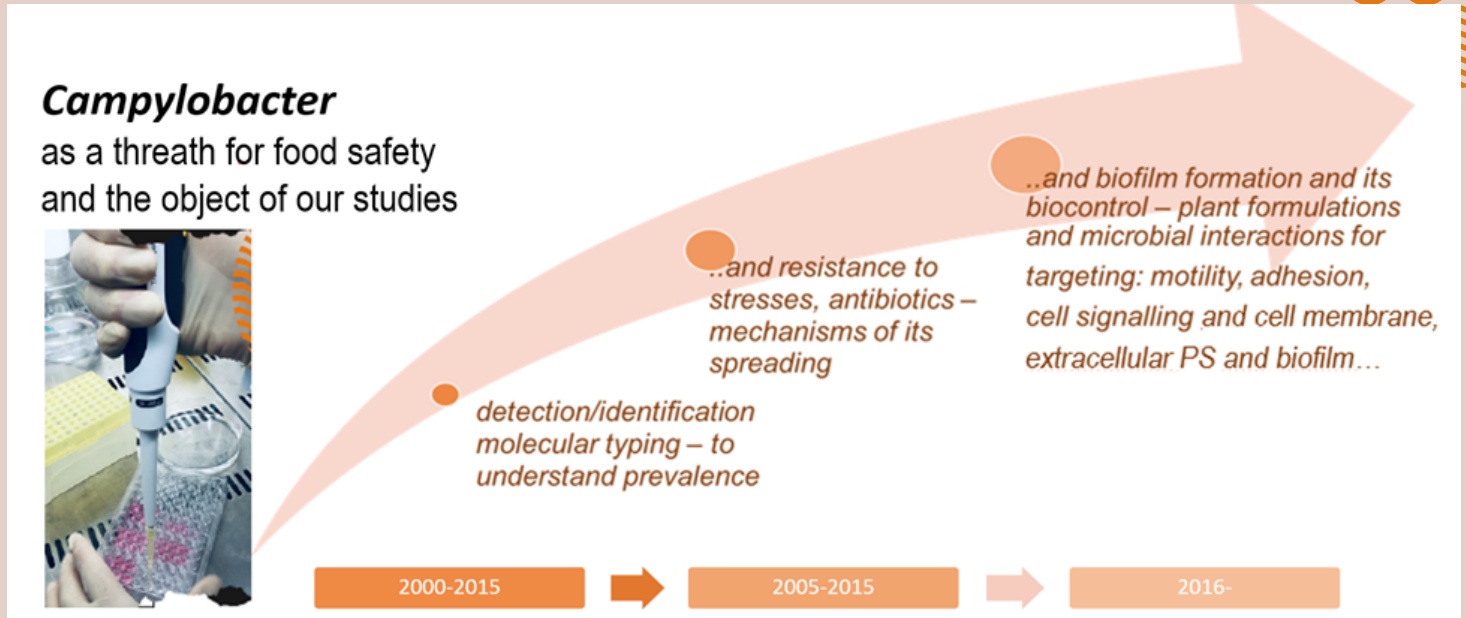 Campylobacter
as a threath for food safety
and the object of our studies
..and biofilm formation and its
biocontrol – plant formulations
and microbial interactions for
targeting: motility, adhesion,
cell signalling and cell membrane,
extracellular PS and biofilm...
..and resistance to
stresses, antibiotics –
mechanisms of its
spreading
detection/identification
molecular typing – to
understand prevalence
2000-2015
2005-2015
2016-